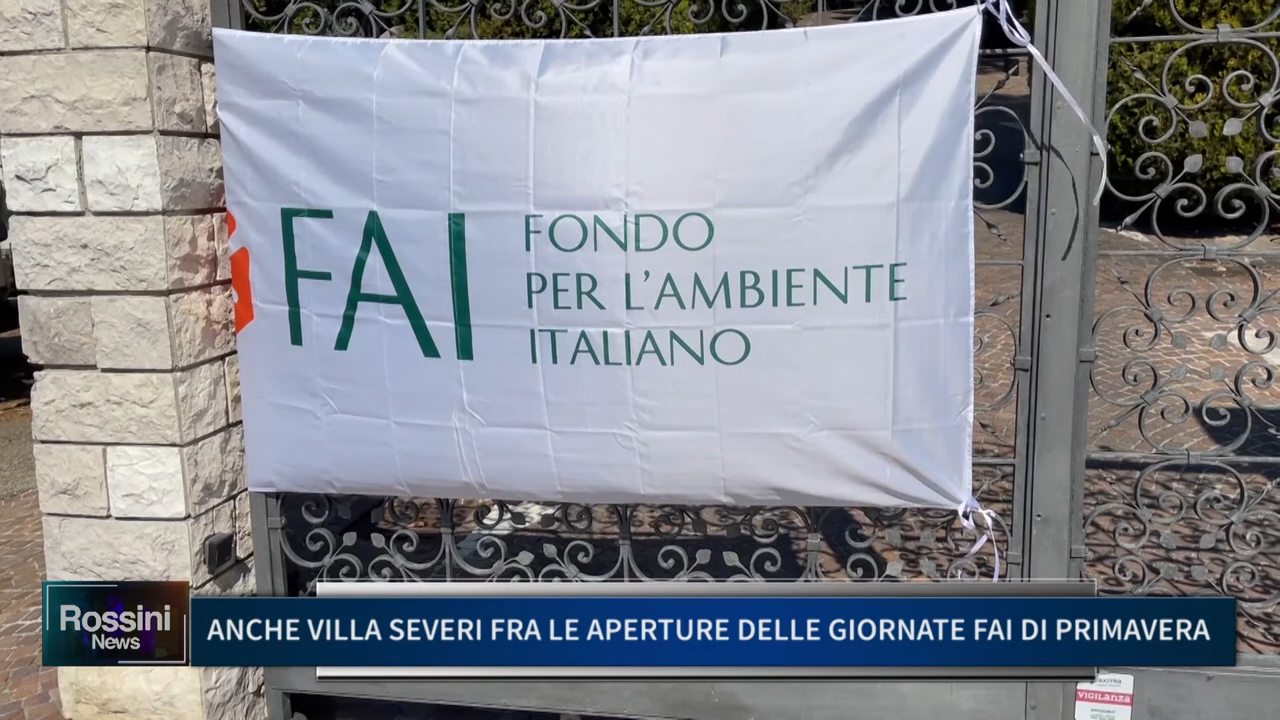 FAI
FONDO
PER L'AMBIENTE
ITALIANO
Rossini
News
ANCHE VILLA SEVERI FRA LE APERTURE DELLE GIORNATE FAI DI PRIMAVERA
VIGILANZA